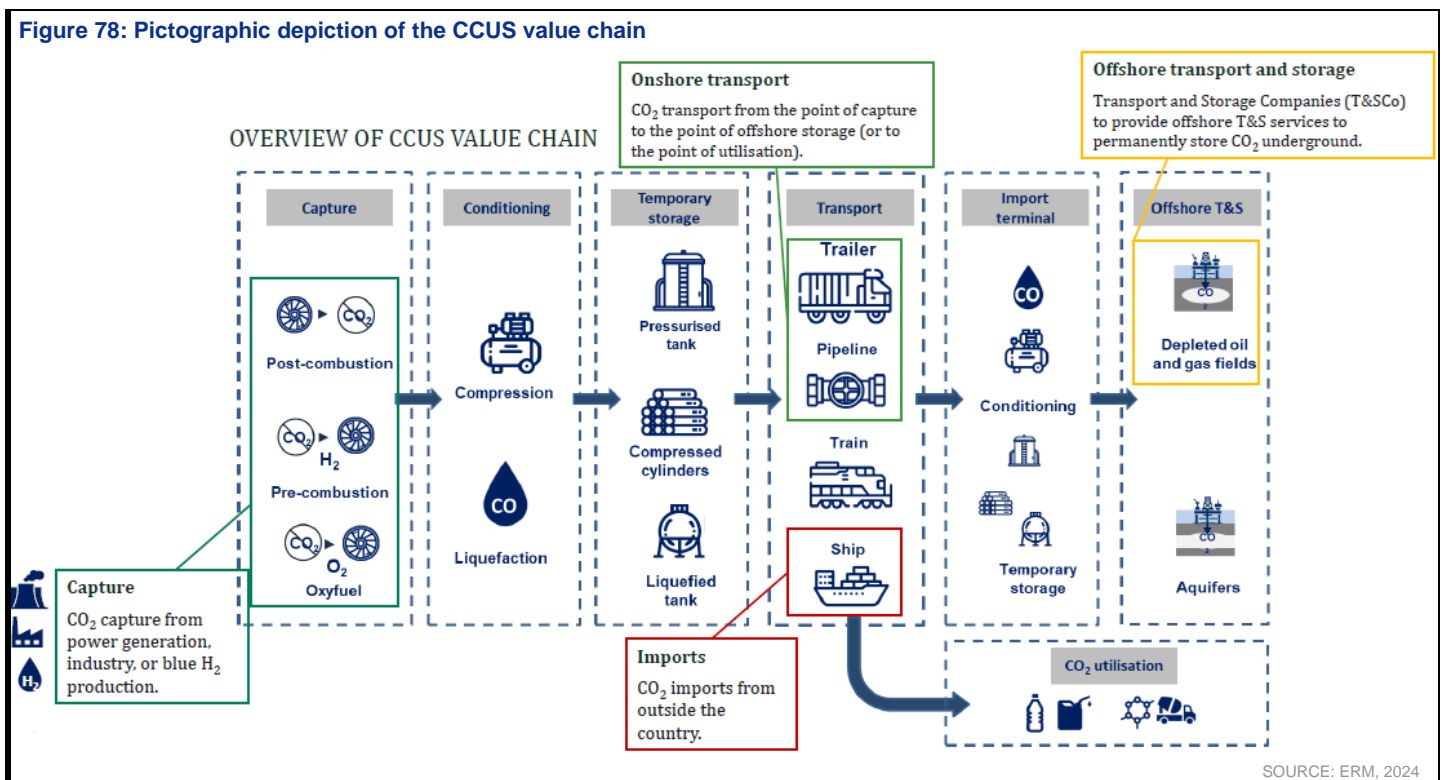 Figure 78: Pictographic depiction of the CCUS value chain
OVERVIEW OF CCUS VALUE CHAIN
Onshore transport
CO₂ transport from the point of capture
to the point of offshore storage (or to
the point of utilisation).
Offshore transport and storage
Transport and Storage Companies (T&SCo)
to provide offshore T&S services to
permanently store CO₂ underground.
Capture
CO₂
Post-combustion
CO₂
H₂
Pre-combustion
CO₂
O₂
Oxyfuel
Capture
CO₂ capture from
power generation,
industry, or blue H₂
production.
H₂
Conditioning
Compression
CO
Liquefaction
Temporary
storage
Pressurised
tank
Compressed
cylinders
Liquefied
tank
Transport
Trailer
Pipeline
Train
Ship
Imports
CO₂ imports from
outside the
country.
Import
terminal
CO
Conditioning
Temporary
storage
Offshore T&S
CO
2
Depleted oil
and gas fields
CO
2
Aquifers
CO₂ utilisation
SOURCE: ERM, 2024